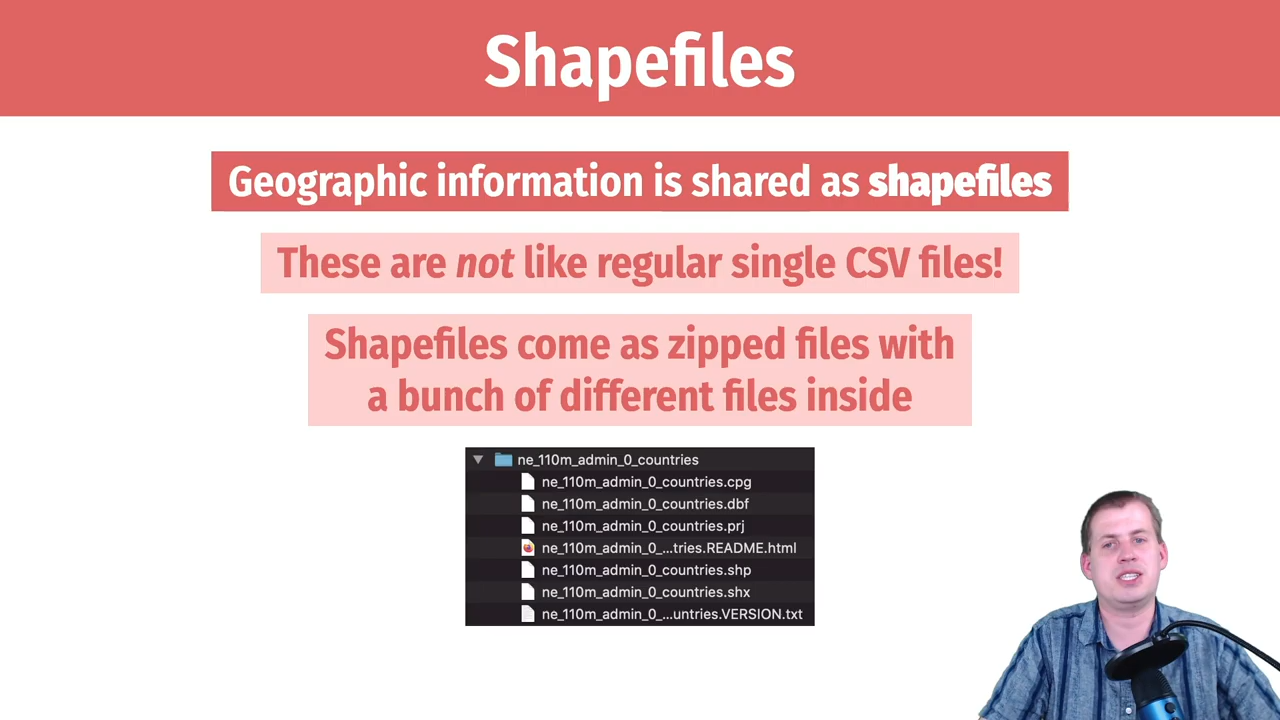 Shapefiles
Geographic information is shared as shapefiles
These are not like regular single CSV files!
Shapefiles come as zipped files with
a bunch of different files inside
ne_110m_admin_0_countries
ne_110m_admin_0_countries.cpg
ne_110m_admin_0_countries.dbf
ne_110m_admin_0_countries.prj
ne_110m_admin_0_...tries.README.html
ne_110m_admin_0_countries.shp
ne_110m_admin_0_countries.shx
ne_110m_admin_0_...untries.VERSION.txt